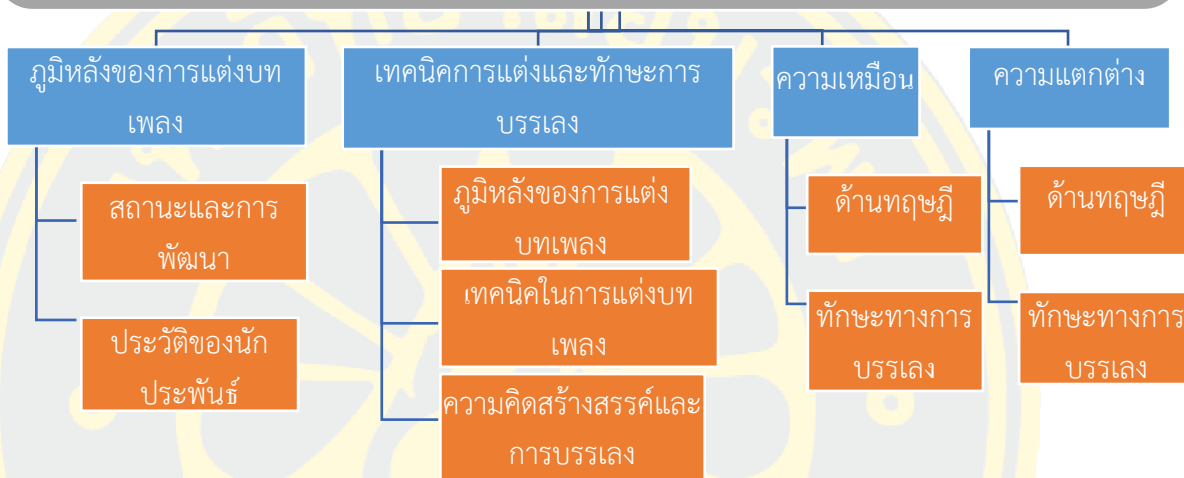 ภูมิหลังของการแต่งบท
เพลง
เทคนิคการแต่งและทักษะการ
บรรเลง
ความเหมือน
ความแตกต่าง
สถานะและการ
พัฒนา
ประวัติของนัก
ประพันธ์
ภูมิหลังของการแต่ง
บทเพลง
เทคนิคในการแต่งบท
เพลง
ความคิดสร้างสรรค์และ
การบรรเลง
ด้านทฤษฎี
ทักษะทางการ
บรรเลง
ด้านทฤษฎี
ทักษะทางการ
บรรเลง